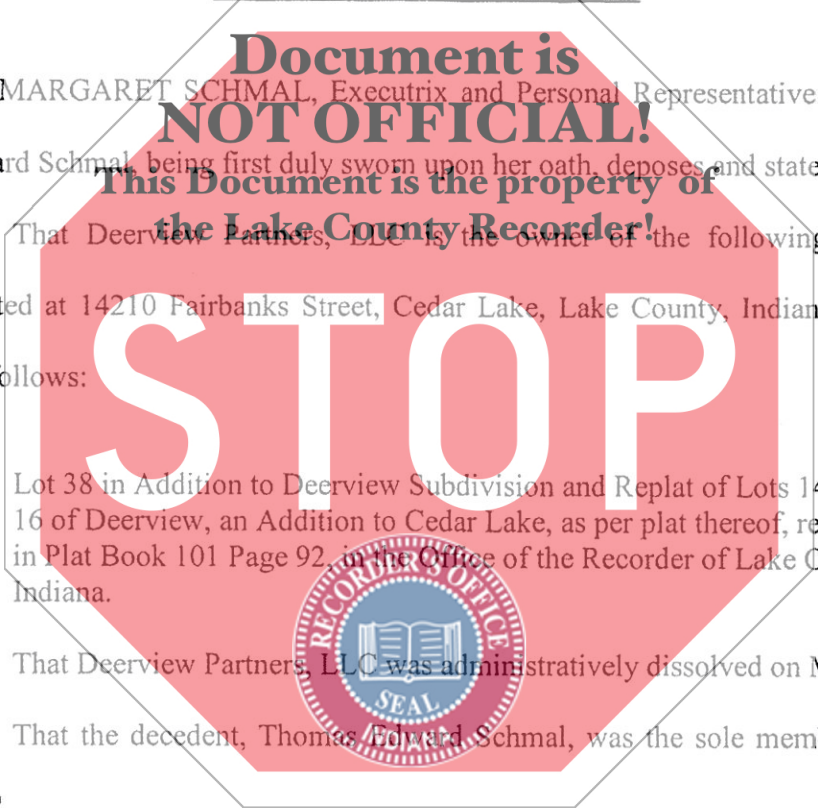 Document is
MARGARET SCHMAL, Executrix and Personal Representative
NOT OFFICIAL!
rd Schmal, being first duly sworn upon her oath, deposes and state
This Document is the property of
the Lake County Recorder!
That Deerview Partners, LLC is the owner of the following
ted at 14210 Fairbanks Street, Cedar Lake, Lake County, Indian
ollows:
STOP
Lot 38 in Addition to Deerview Subdivision and Replat of Lots 14
16 of Deerview, an Addition to Cedar Lake, as per plat thereof, re
in Plat Book 101 Page 92, in the Office of the Recorder of Lake C
Indiana.
RECORDER'S OFFICE
SEAL
That Deerview Partners, LLC was administratively dissolved on M
That the decedent, Thomas Edward Schmal, was the sole mem